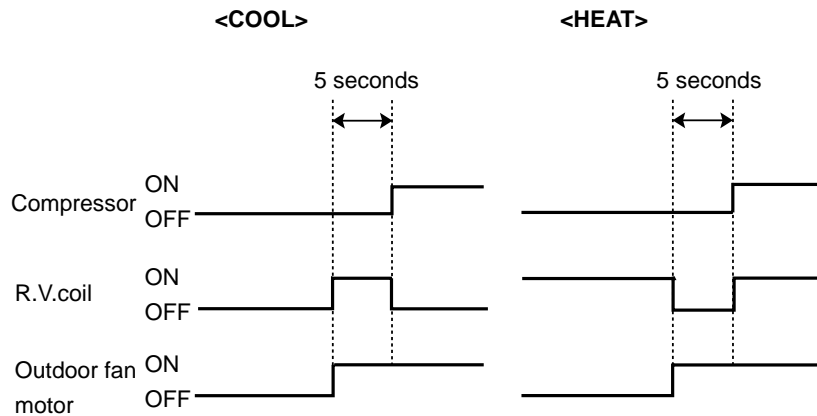 <COOL>
<HEAT>
5 seconds
5 seconds
Compressor
ON
OFF
R.V.coil
ON
OFF
Outdoor fan
motor
ON
OFF